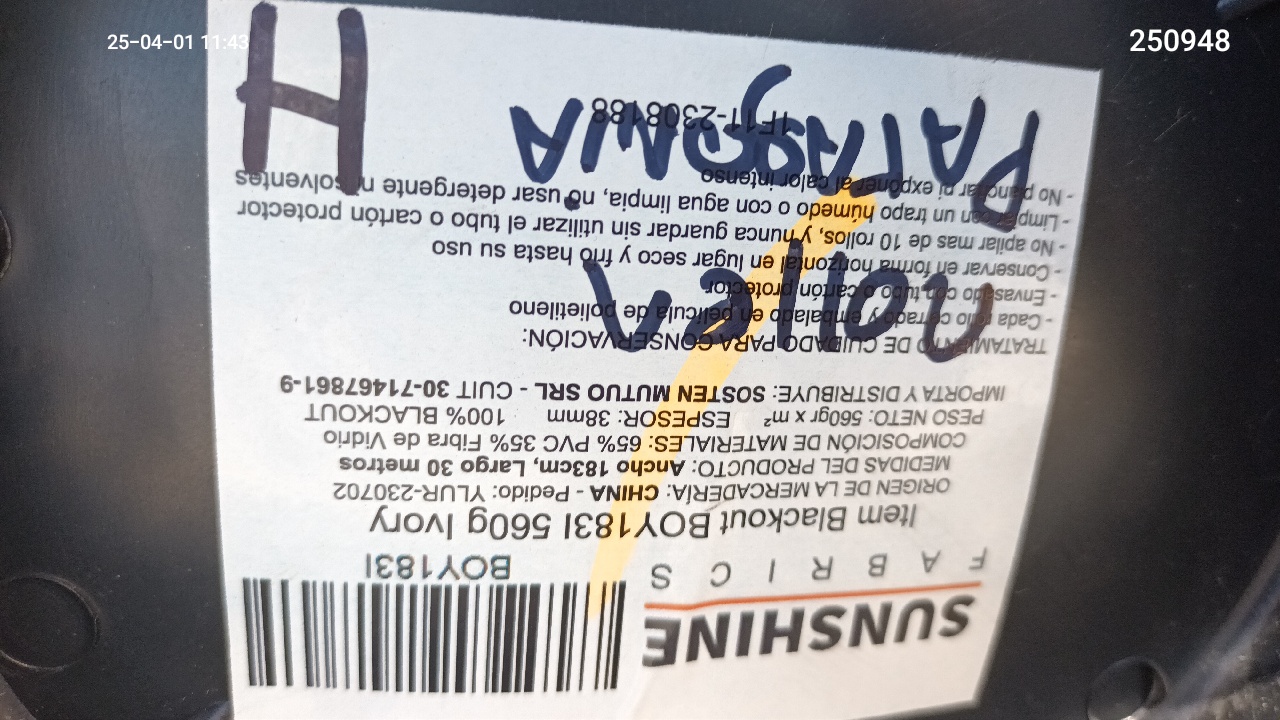 25-04-01 11:43
250948
SUNSHINE
FABRICS
BOY183I
Item Blackout BOY183I 560g Ivory
ORIGEN DE LA MERCADERÍA: CHINA - Pedido: YLUR-230702
MEDIDAS DEL PRODUCTO: Ancho 183cm, Largo 30 metros
COMPOSICIÓN DE MATERIALES: 65% PVC 35% Fibra de Vidrio
PESO NETO: 560gr x m² ESPESOR: 38mm 100% BLACKOUT
IMPORTA Y DISTRIBUYE: SOSTEN MUTUO SRL - CUIT 30-71467861-9
TRATAMIENTO DE CUIDADO PARA CONSERVACIÓN:
- Cada rollo cerrado y embalado en película de polietileno
- Envasado con tubo o cartón protector
- Conservar en forma horizontal en lugar seco y frio hasta su uso
- No apilar mas de 10 rollos, y nunca guardar sin utilizar el tubo o cartón protector
- Limpiar con un trapo húmedo o con agua limpia, no usar detergente ni solventes
- No planchar ni exponer al calor intenso
1F11-2308188
roller
PATAGONIA
H